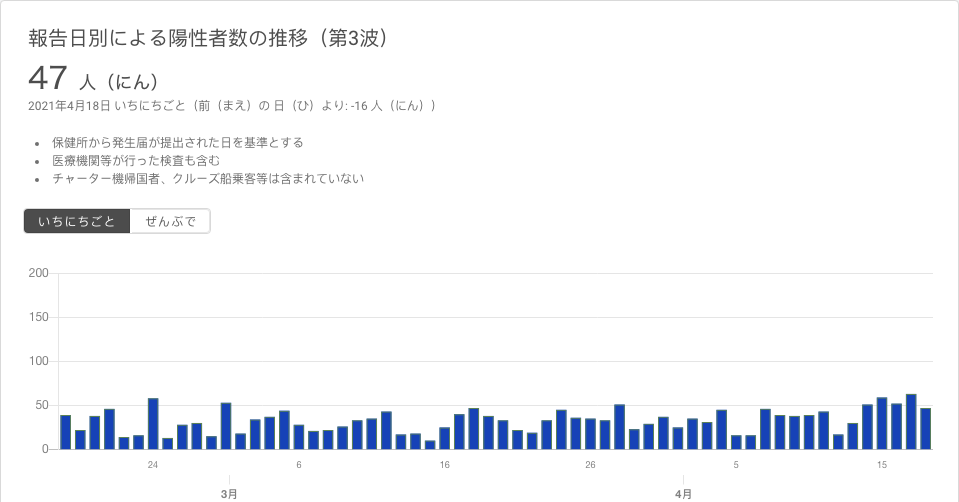 報告日別による陽性者数の推移（第3波）
47 人（にん）
2021年4月18日 いちにちごと（前（まえ）の 日（ひ）より: -16 人（にん））
保健所から発生届が提出された日を基準とする
医療機関等が行った検査も含む
チャーター機帰国者、クルーズ船乗客等は含まれていない
いちにちごと ぜんぶで
200
150
100
50
0
24 6 16 26 5 15
3月 4月